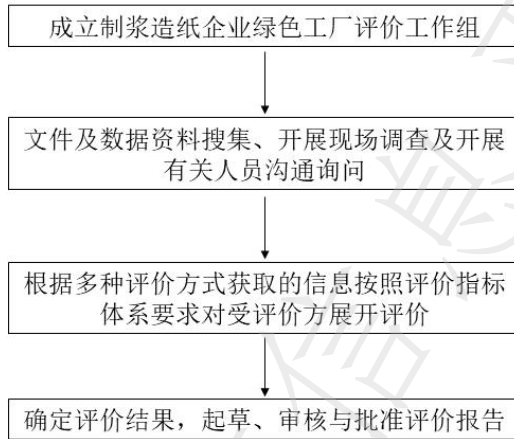 成立制浆造纸企业绿色工厂评价工作组
文件及数据资料搜集、开展现场调查及开展
有关人员沟通询问
根据多种评价方式获取的信息按照评价指标
体系要求对受评价方展开评价
确定评价结果，起草、审核与批准评价报告